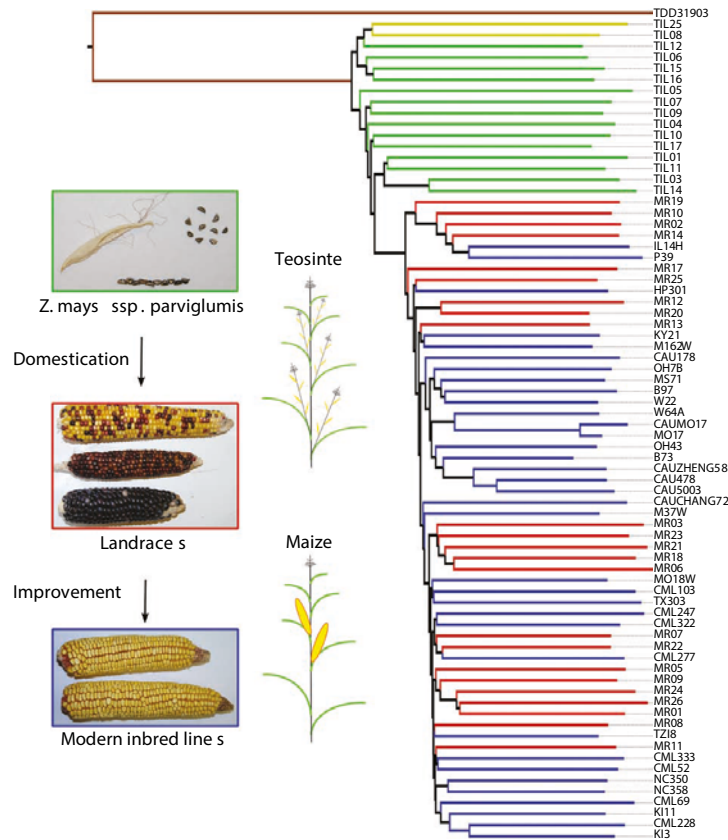 Z. mays ssp. parviglumis
Domestication
Landrace s
Improvement
Modern inbred line s
Teosinte
Maize
TDD31903
TIL25
TIL08
TIL12
TIL06
TIL15
TIL16
TIL05
TIL07
TIL09
TIL04
TIL10
TIL17
TIL01
TIL11
TIL03
TIL14
MR19
MR10
MR02
MR14
IL14H
P39
MR17
MR25
HP301
MR12
MR20
MR13
KY21
M162W
CAU178
OH7B
MS71
B97
W22
W64A
CAUMO17
MO17
OH43
B73
CAUZHENG58
CAU478
CAU5003
CAUCHANG72
M37W
MR03
MR23
MR21
MR18
MR06
MO18W
CML103
TX303
CML247
CML322
MR07
MR22
CML277
MR05
MR09
MR24
MR26
MR01
MR08
TZI8
MR11
CML333
CML52
NC350
NC358
CML69
KI11
CML228
KI3